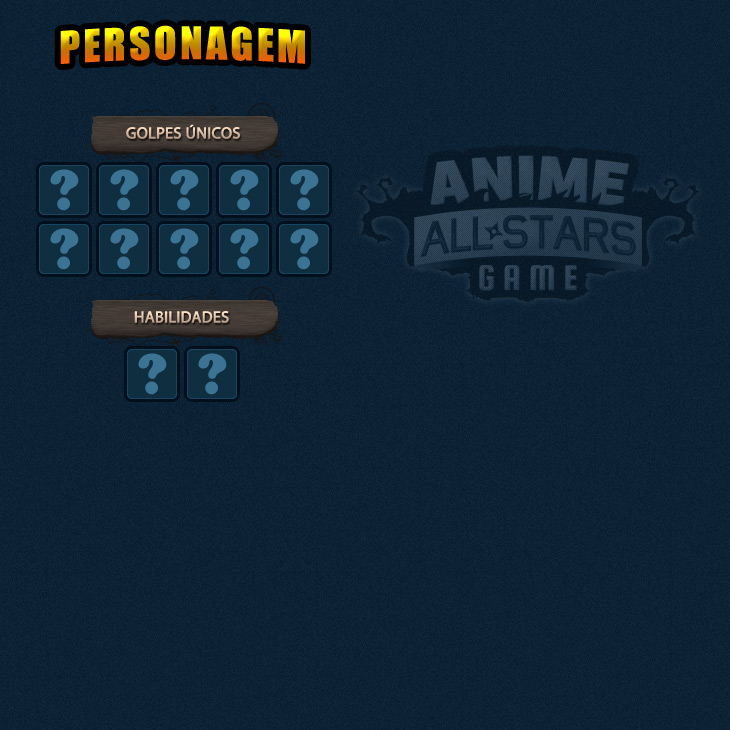 PERSONAGEM
GOLPES ÚNICOS
? ? ? ? ?
? ? ? ? ?
ANIME
ALL STARS
GAME
HABILIDADES
? ?